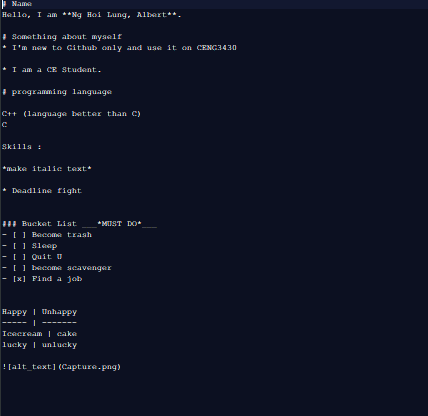 # Name
Hello, I am **Ng Hoi Lung, Albert**.
# Something about myself
* I'm new to Github only and use it on CENG3430
* I am a CE Student.
# programming language
C++ (language better than C)
C
Skills :
*make italic text*
* Deadline fight
### Bucket List ___*MUST DO*___
- [ ] Become trash
- [ ] Sleep
- [ ] Quit U
- [ ] become scavenger
- [x] Find a job
Happy | Unhappy
----- | -------
Icecream | cake
lucky | unlucky
![alt_text](Capture.png)